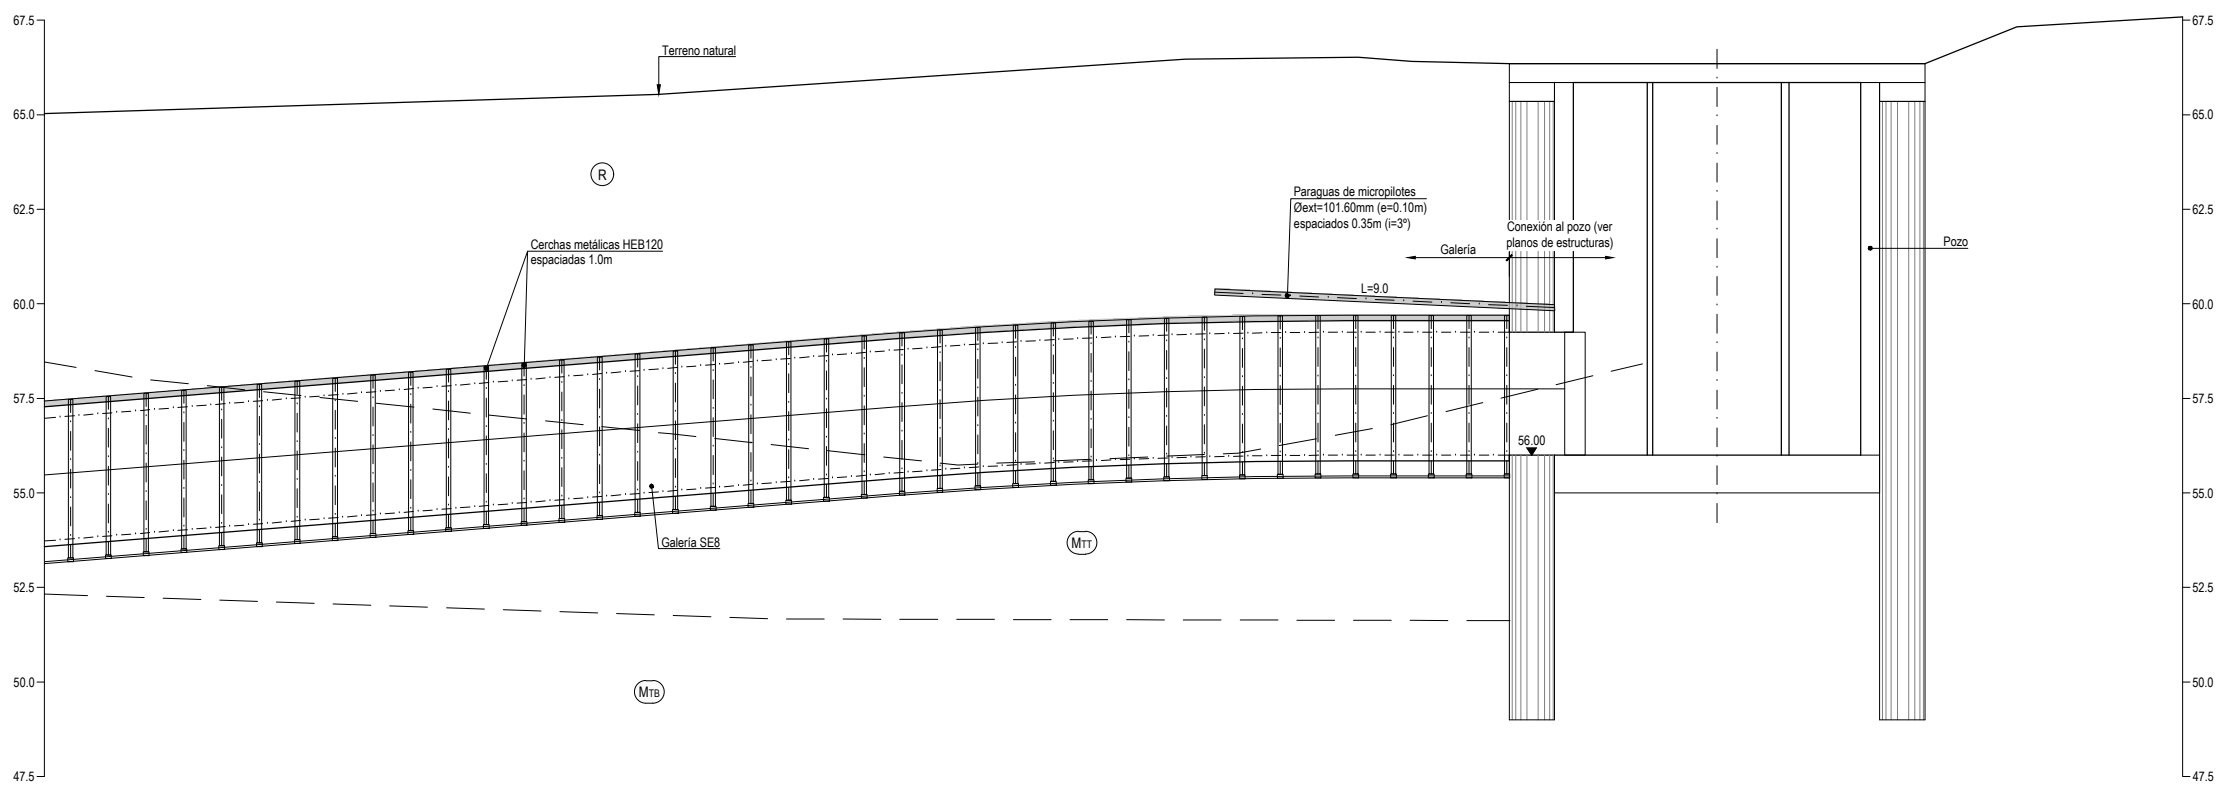 67.5
67.5
Terreno natural
65.0
65.0
R
Paraguas de micropilotes
Øext=101.60mm (e=0.10m)
espaciados 0.35m (i=3º)
62.5
62.5
Conexión al pozo (ver
planos de estructuras)
Galería
Pozo
Cerchas metálicas HEB120
espaciadas 1.0m
L=9.0
60.0
60.0
57.5
57.5
56.00
55.0
55.0
Galería SE8
MTT
52.5
52.5
50.0
50.0
MTB
47.5
47.5